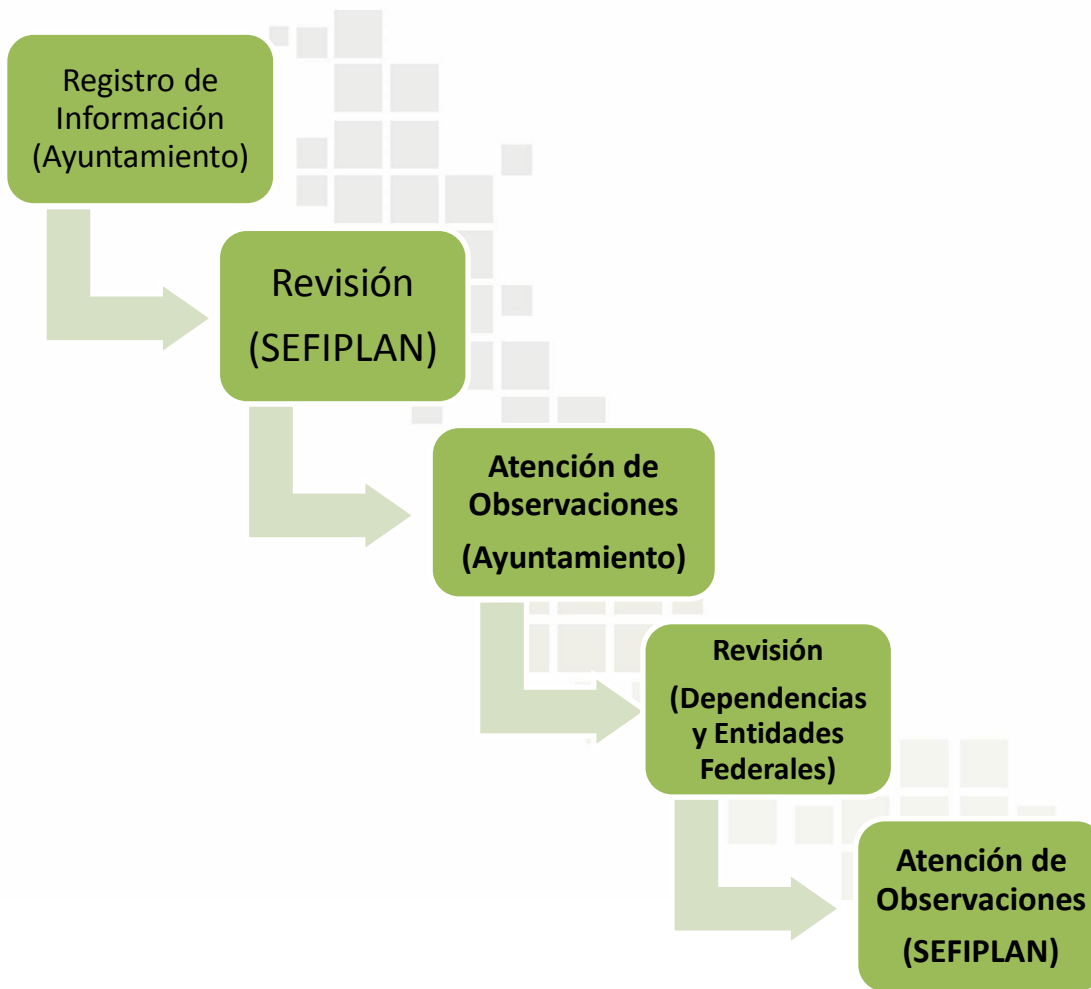 Registro de
Información
(Ayuntamiento)
Revisión
(SEFIPLAN)
Atención de
Observaciones
(Ayuntamiento)
Revisión
(Dependencias
y Entidades
Federales)
Atención de
Observaciones
(SEFIPLAN)